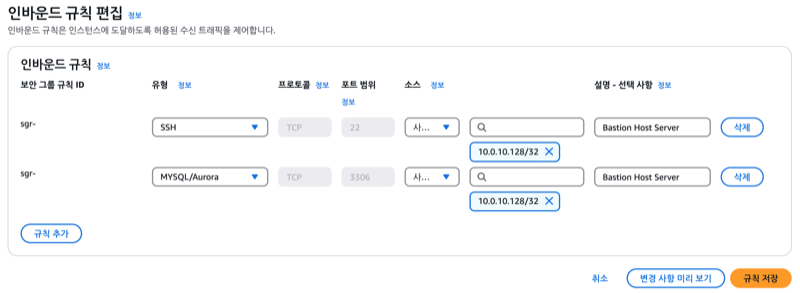 인바운드 규칙 편집 정보
인바운드 규칙은 인스턴스에 도달하도록 허용된 수신 트래픽을 제어합니다.
인바운드 규칙 정보
보안 그룹 규칙 ID 유형 정보 프로토콜 정보 포트 범위 정보 소스 정보 설명 - 선택 사항 정보
sgr- SSH TCP 22 사... Bastion Host Server 삭제
10.0.10.128/32
sgr- MYSQL/Aurora TCP 3306 사... Bastion Host Server 삭제
10.0.10.128/32
규칙 추가
취소 변경 사항 미리 보기 규칙 저장